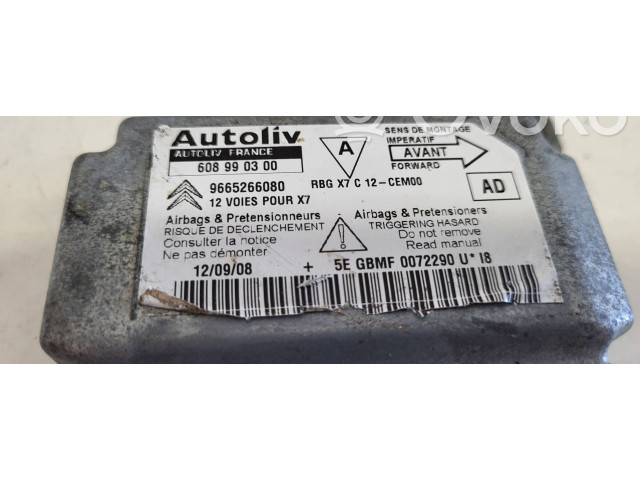 Autoliv
AUTOLIV FRANCE
608 99 03 00
A
SENS DE MONTAGE
IMPERATIF
AVANT
FORWARD
9665266080
RBG X7 C 12-CEM00
12 VOIES POUR X7
AD
Airbags & Pretensionneurs
RISQUE DE DECLENCHEMENT
Consulter la notice
Ne pas démonter
Airbags & Pretensioners
TRIGGERING HASARD
Do not remove
Read manual
12/09/08 + 5E GBMF 0072290 U* I8